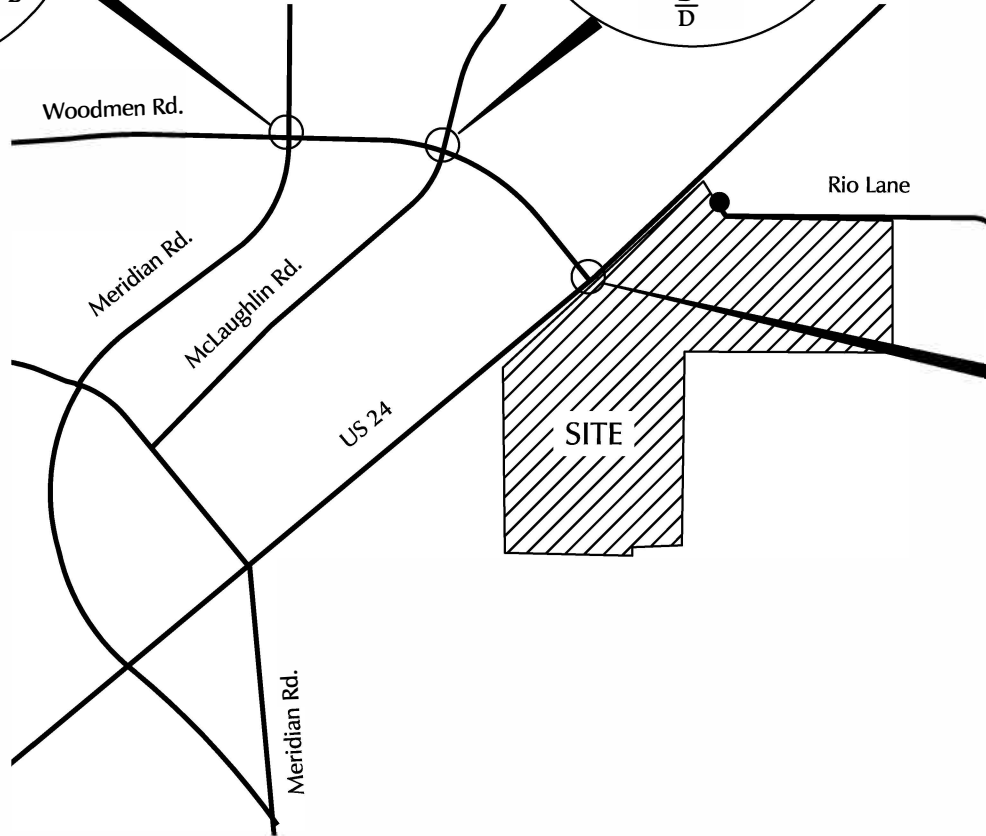 D
Woodmen Rd.
Rio Lane
Meridian Rd.
McLaughlin Rd.
US 24
SITE
Meridian Rd.